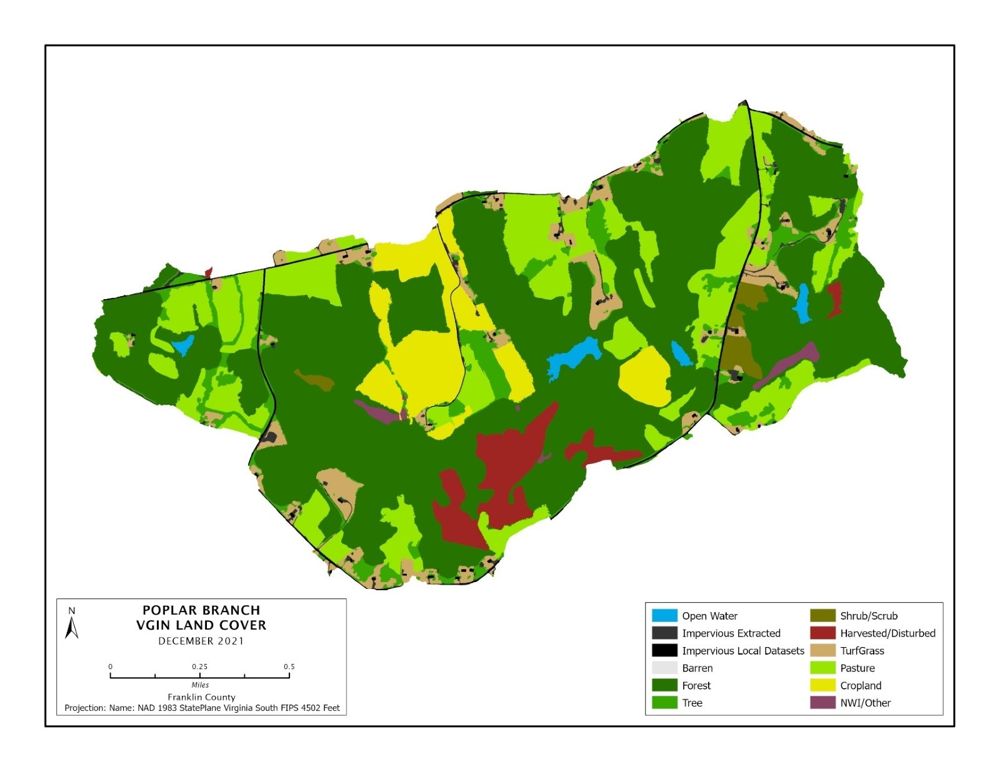 N
POPLAR BRANCH
VGIN LAND COVER
DECEMBER 2021
0 0.25 0.5
Miles
Franklin County
Projection: Name: NAD 1983 StatePlane Virginia South FIPS 4502 Feet
Open Water
Impervious Extracted
Impervious Local Datasets
Barren
Forest
Tree
Shrub/Scrub
Harvested/Disturbed
TurfGrass
Pasture
Cropland
NWI/Other